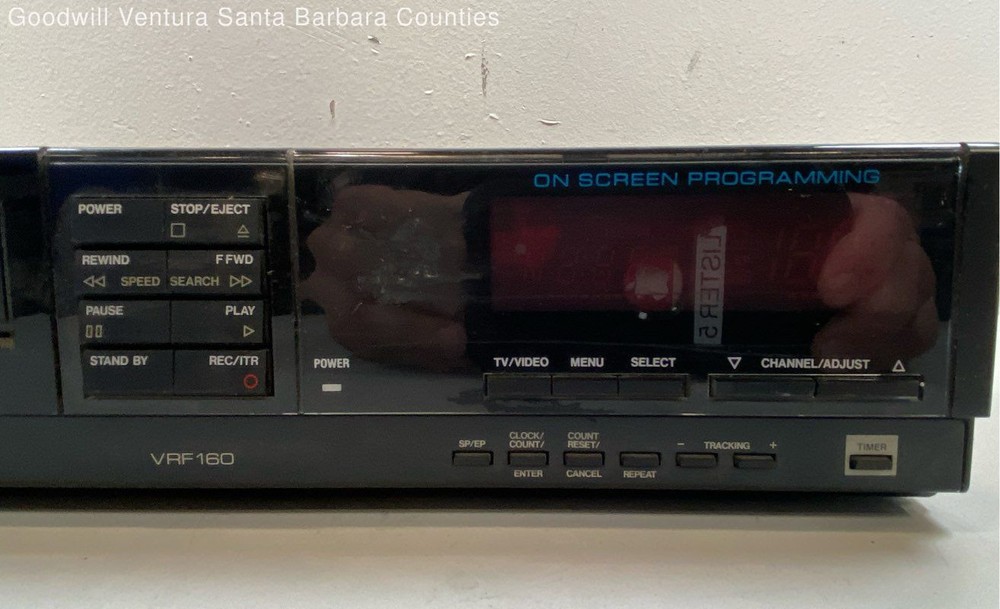 Goodwill Ventura Santa Barbara Counties
ON SCREEN PROGRAMMING
POWER STOP/EJECT
REWIND F FWD
SPEED SEARCH
PAUSE PLAY
STAND BY REC/ITR
POWER
TV/VIDEO MENU SELECT CHANNEL/ADJUST
VRF160
SP/EP
CLOCK/
COUNT/
ENTER
COUNT
RESET/
CANCEL
REPEAT
- TRACKING +
TIMER
LISTERS